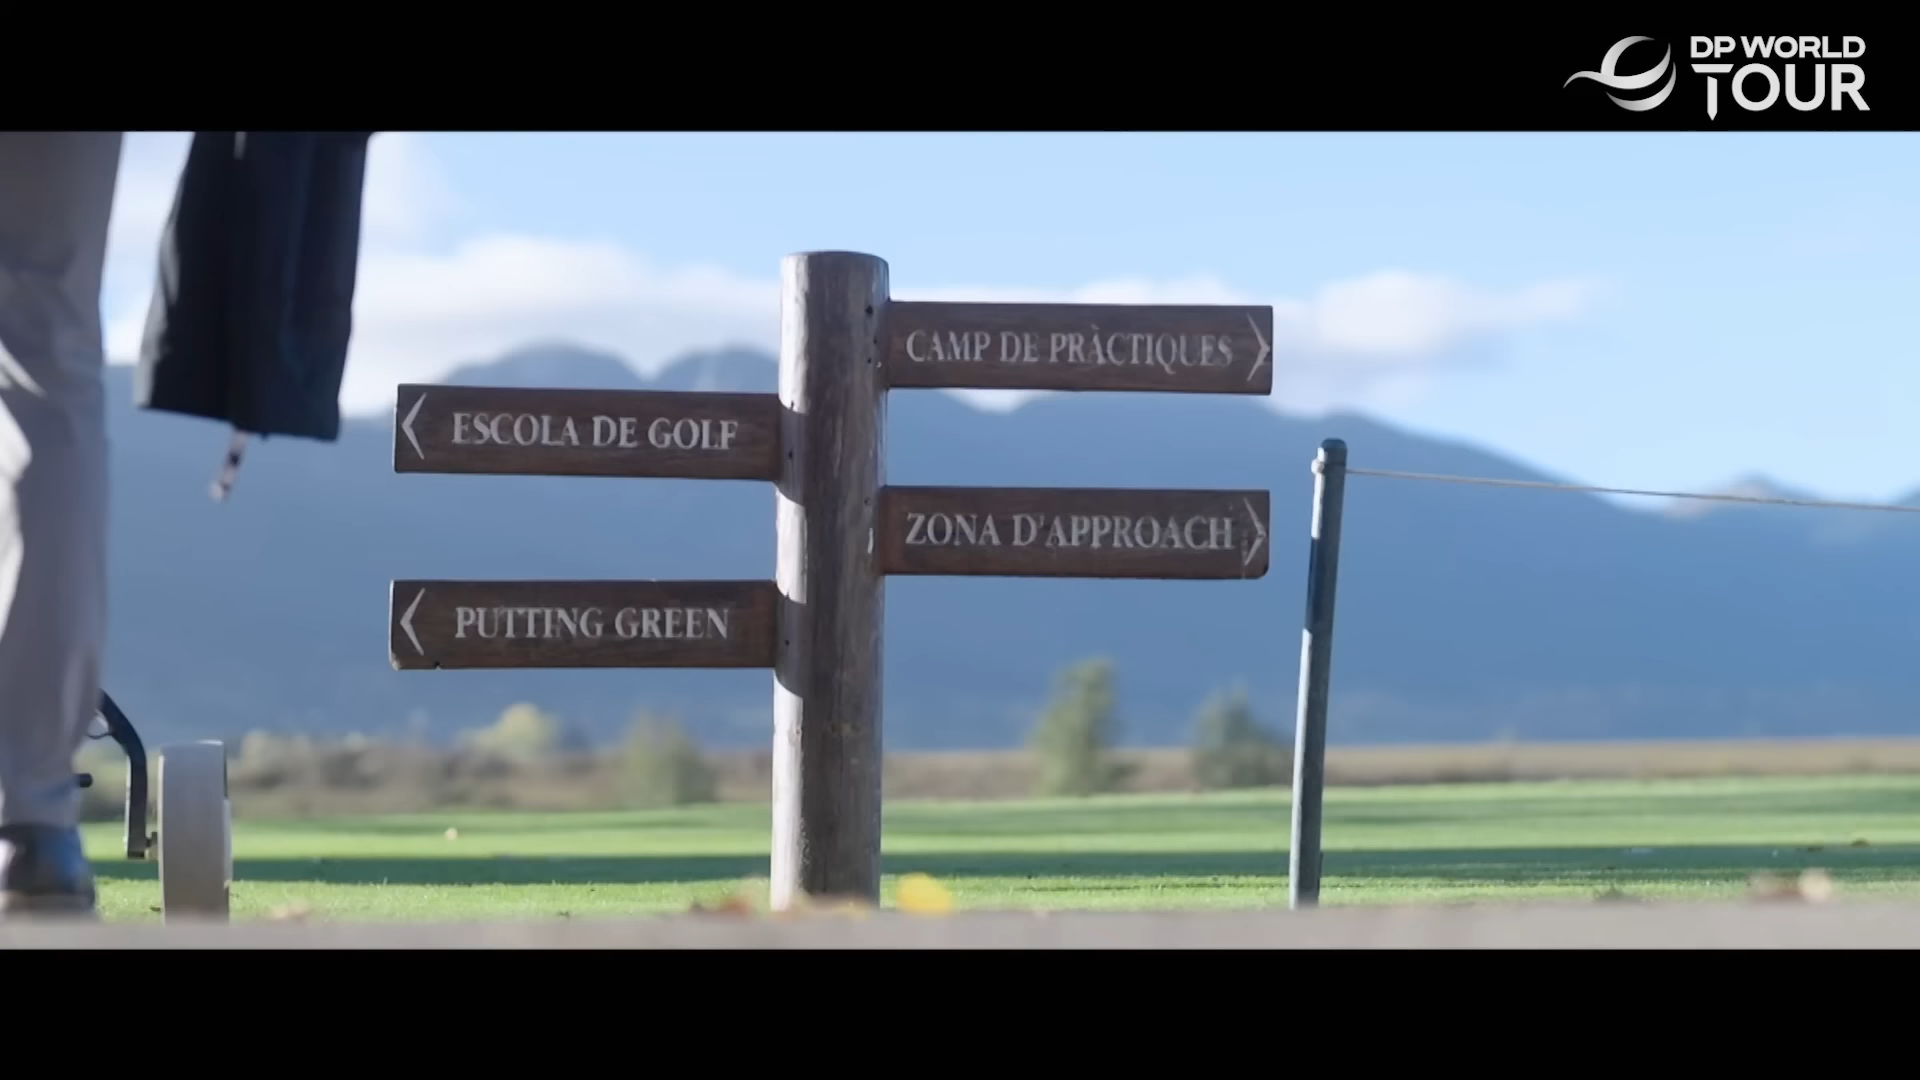 DP WORLD
TOUR
CAMP DE PRÀCTIQUES
ESCOLA DE GOLF
ZONA D'APPROACH
PUTTING GREEN